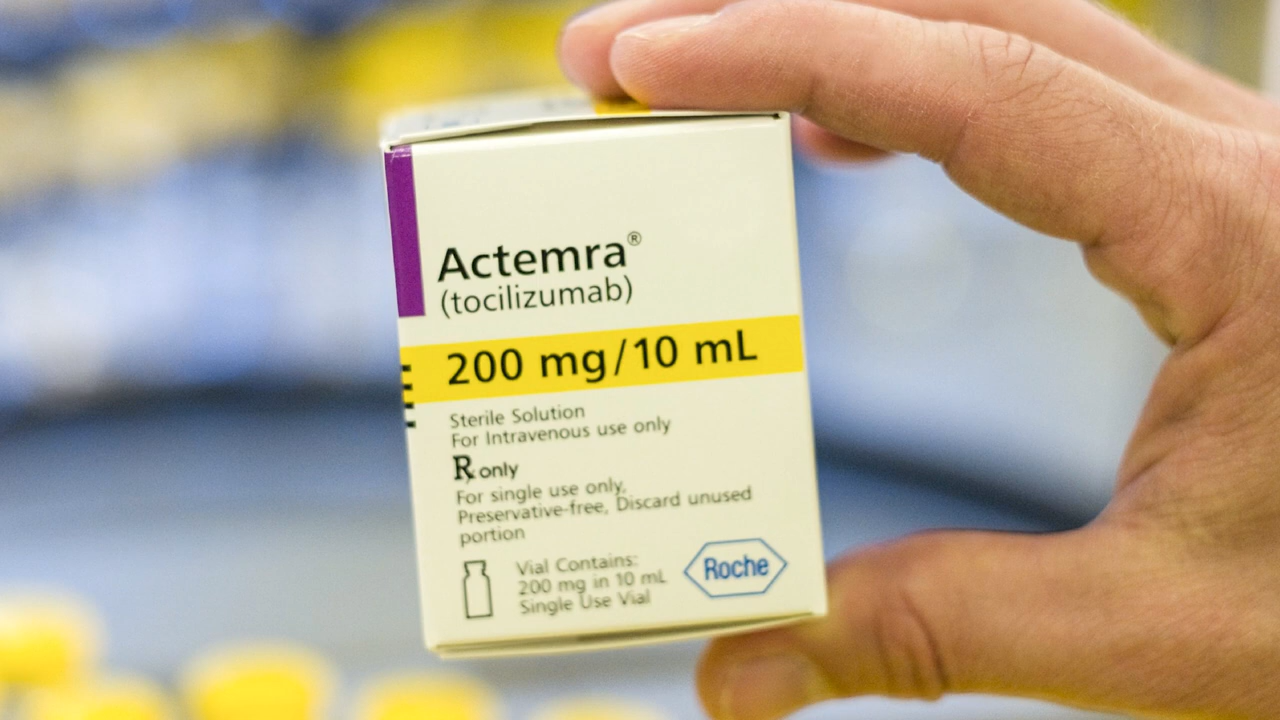 Actemra®
(tocilizumab)
200 mg/10 mL
Sterile Solution
For Intravenous use only
℞ only
For single use only,
Preservative-free, Discard unused
portion
Vial Contains:
200 mg in 10 mL
Single Use Vial
Roche